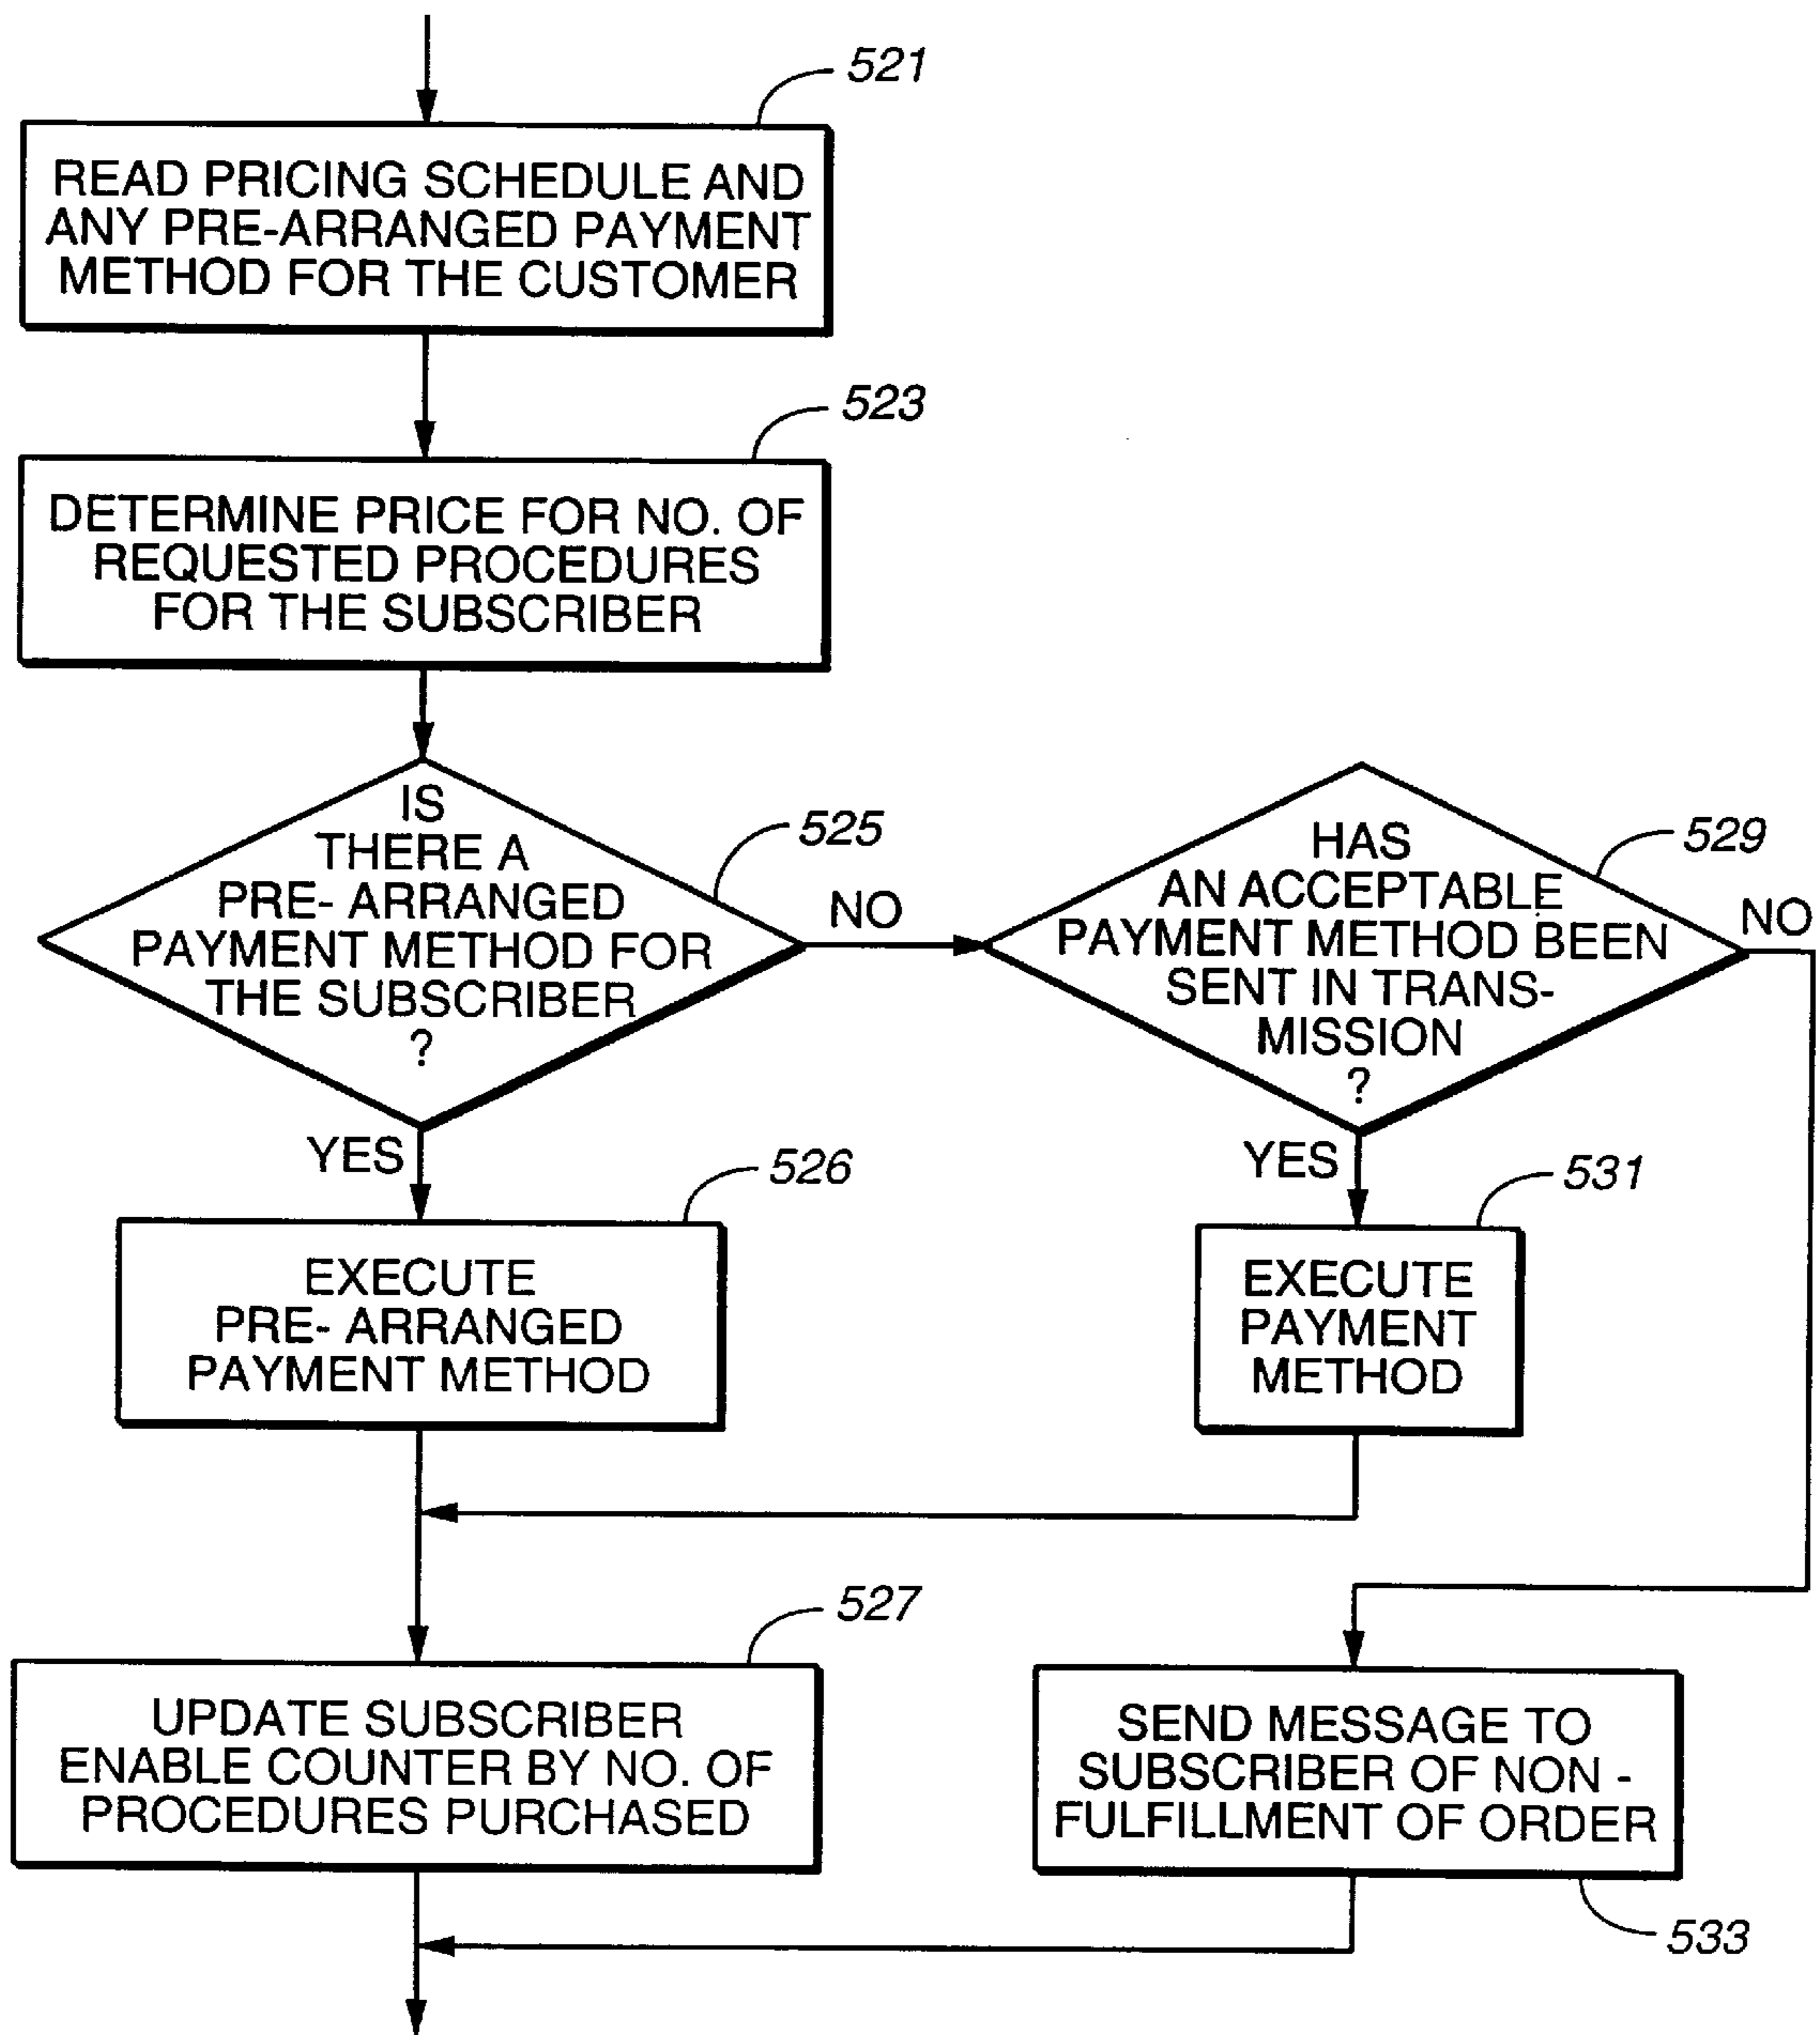 521
READ PRICING SCHEDULE AND
ANY PRE-ARRANGED PAYMENT
METHOD FOR THE CUSTOMER
523
DETERMINE PRICE FOR NO. OF
REQUESTED PROCEDURES
FOR THE SUBSCRIBER
525
IS
THERE A
PRE- ARRANGED
PAYMENT METHOD FOR
THE SUBSCRIBER
?
NO
529
HAS
AN ACCEPTABLE
PAYMENT METHOD BEEN
SENT IN TRANS-
MISSION
?
NO
YES
526
EXECUTE
PRE- ARRANGED
PAYMENT METHOD
YES
531
EXECUTE
PAYMENT
METHOD
527
UPDATE SUBSCRIBER
ENABLE COUNTER BY NO. OF
PROCEDURES PURCHASED
SEND MESSAGE TO
SUBSCRIBER OF NON -
FULFILLMENT OF ORDER
533